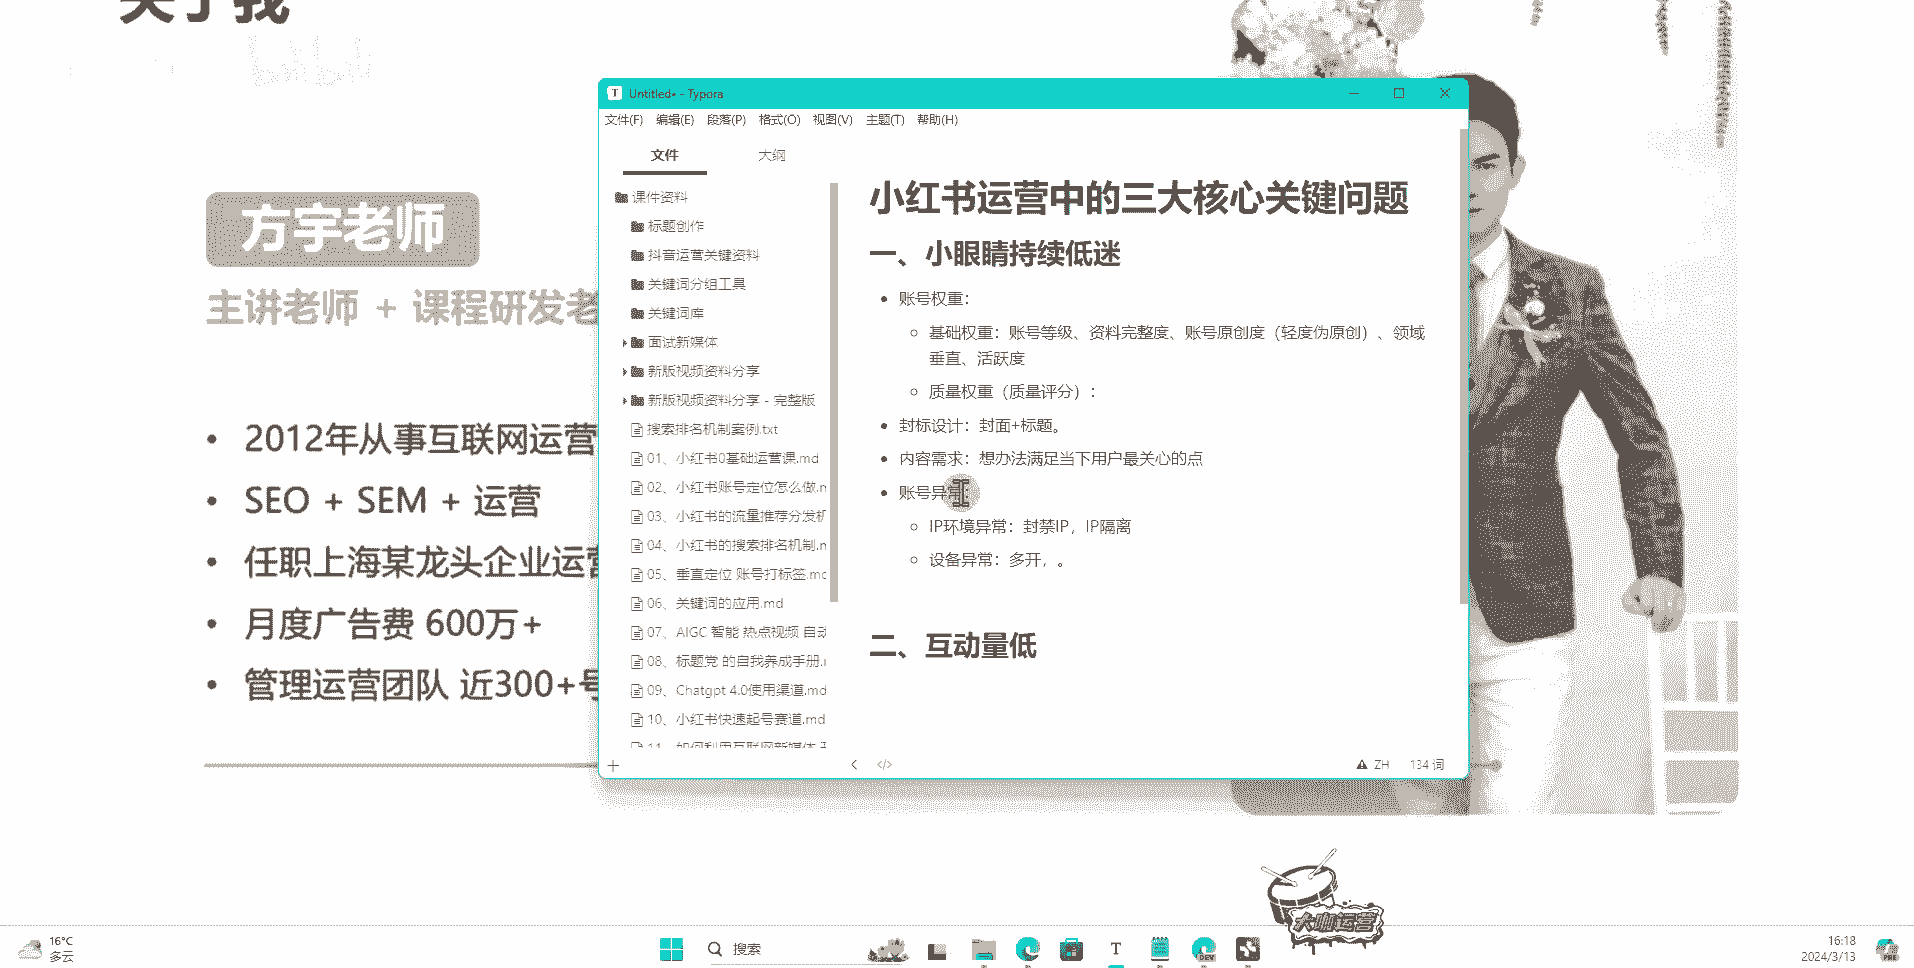 关于我
bilibili
方宇老师
主讲老师 + 课程研发老
2012年从事互联网运营
SEO + SEM + 运营
任职上海某龙头企业运营
月度广告费 600万+
管理运营团队 近300+号
Untitled• - Typora
文件(F) 编辑(E) 段落(P) 格式(O) 视图(V) 主题(T) 帮助(H)
文件 大纲
课件资料
标题创作
抖音运营关键资料
关键词分组工具
关键词库
面试新媒体
新版视频资料分享
新版视频资料分享 - 完整版
搜索排名机制案例.txt
01、小红书0基础运营课.md
02、小红书账号定位怎么做.m
03、小红书的流量推荐分发机
04、小红书的搜索排名机制.m
05、垂直定位 账号打标签.md
06、关键词的应用.md
07、AIGC 智能 热点视频 自动
08、标题党 的自我养成手册.
09、Chatgpt 4.0使用渠道.md
10、小红书快速起号赛道.md
11、如何利用互联网新媒体
小红书运营中的三大核心关键问题
一、小眼睛持续低迷
账号权重：
基础权重：账号等级、资料完整度、账号原创度（轻度伪原创）、领域
垂直、活跃度
质量权重（质量评分）：
封标设计：封面+标题。
内容需求：想办法满足当下用户最关心的点
账号异常：
IP环境异常：封禁IP，IP隔离
设备异常：多开，。
二、互动量低
</> ZH 134 词
大咖运营
16°C
多云
搜索
T
DEV
16:18
2024/3/13
PRE